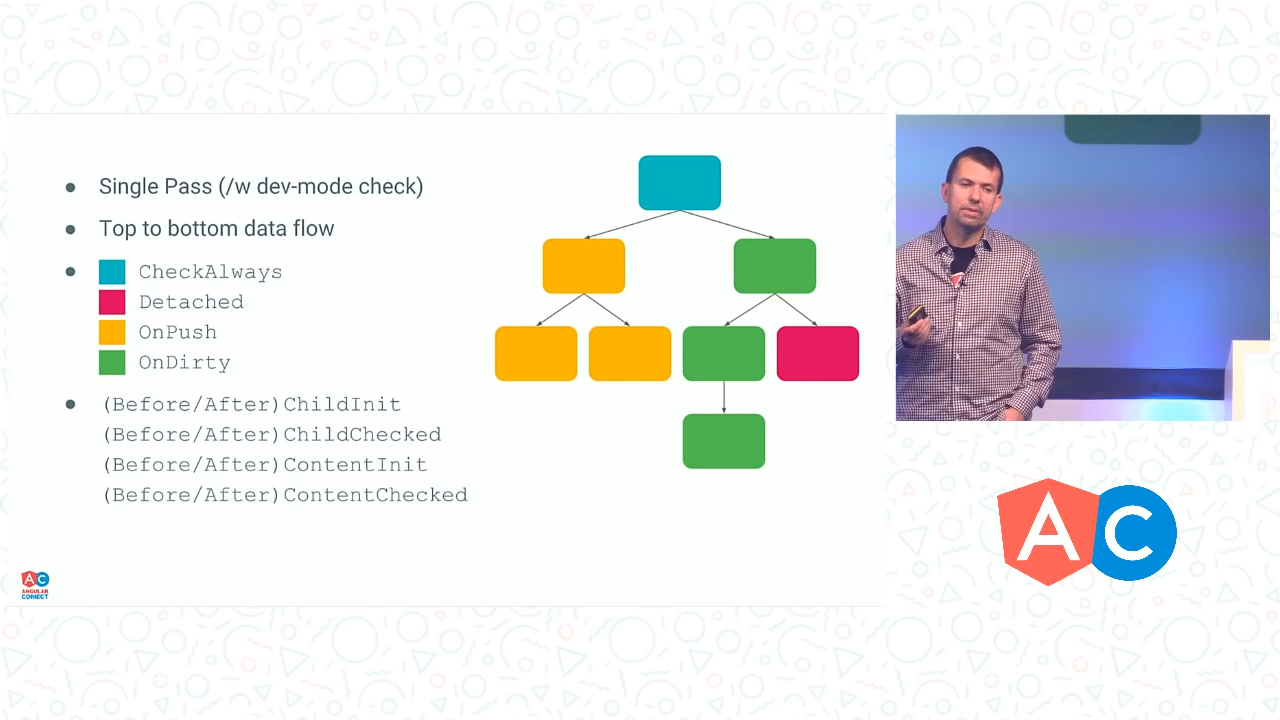 Single Pass (/w dev-mode check)
Top to bottom data flow
CheckAlways
Detached
OnPush
OnDirty
(Before/After)ChildInit
(Before/After)ChildChecked
(Before/After)ContentInit
(Before/After)ContentChecked
AC
ANGULAR
CONNECT
AC